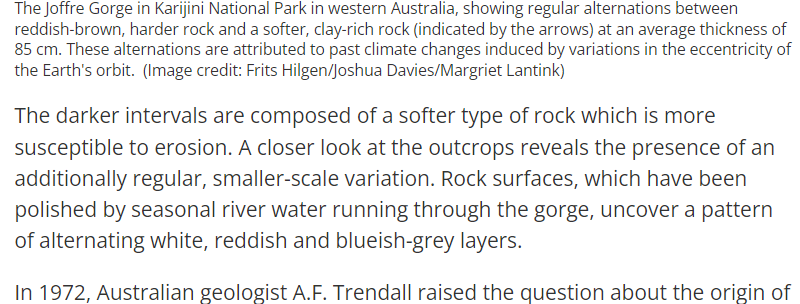 The Joffre Gorge in Karijini National Park in western Australia, showing regular alternations between
reddish-brown, harder rock and a softer, clay-rich rock (indicated by the arrows) at an average thickness of
85 cm. These alternations are attributed to past climate changes induced by variations in the eccentricity of
the Earth's orbit.  (Image credit: Frits Hilgen/Joshua Davies/Margriet Lantink)
The darker intervals are composed of a softer type of rock which is more
susceptible to erosion. A closer look at the outcrops reveals the presence of an
additionally regular, smaller-scale variation. Rock surfaces, which have been
polished by seasonal river water running through the gorge, uncover a pattern
of alternating white, reddish and blueish-grey layers.
In 1972, Australian geologist A.F. Trendall raised the question about the origin of